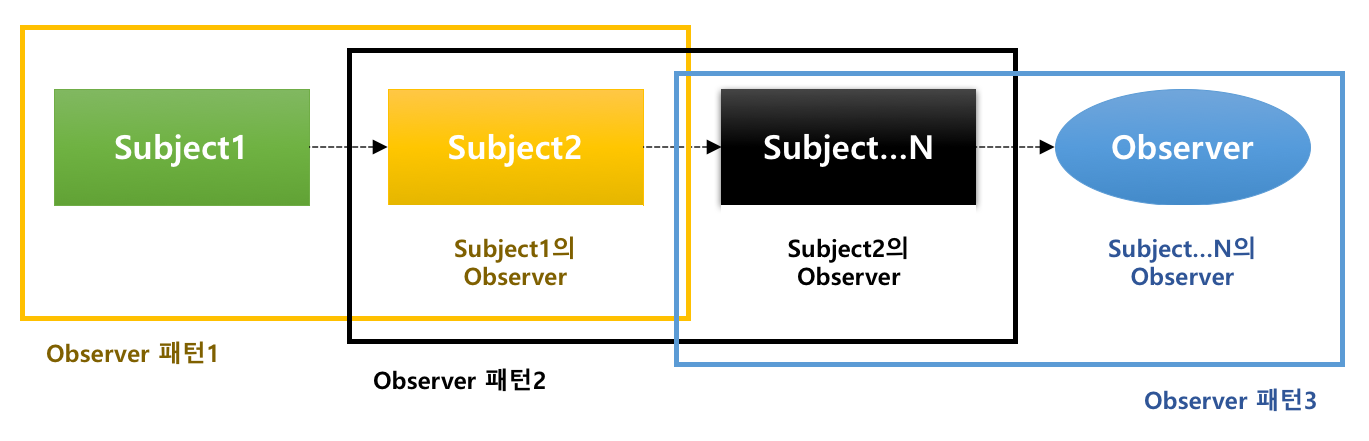 Subject1
Subject2
Subject...N
Observer
Subject1의
Observer
Subject2의
Observer
Subject...N의
Observer
Observer 패턴1
Observer 패턴2
Observer 패턴3